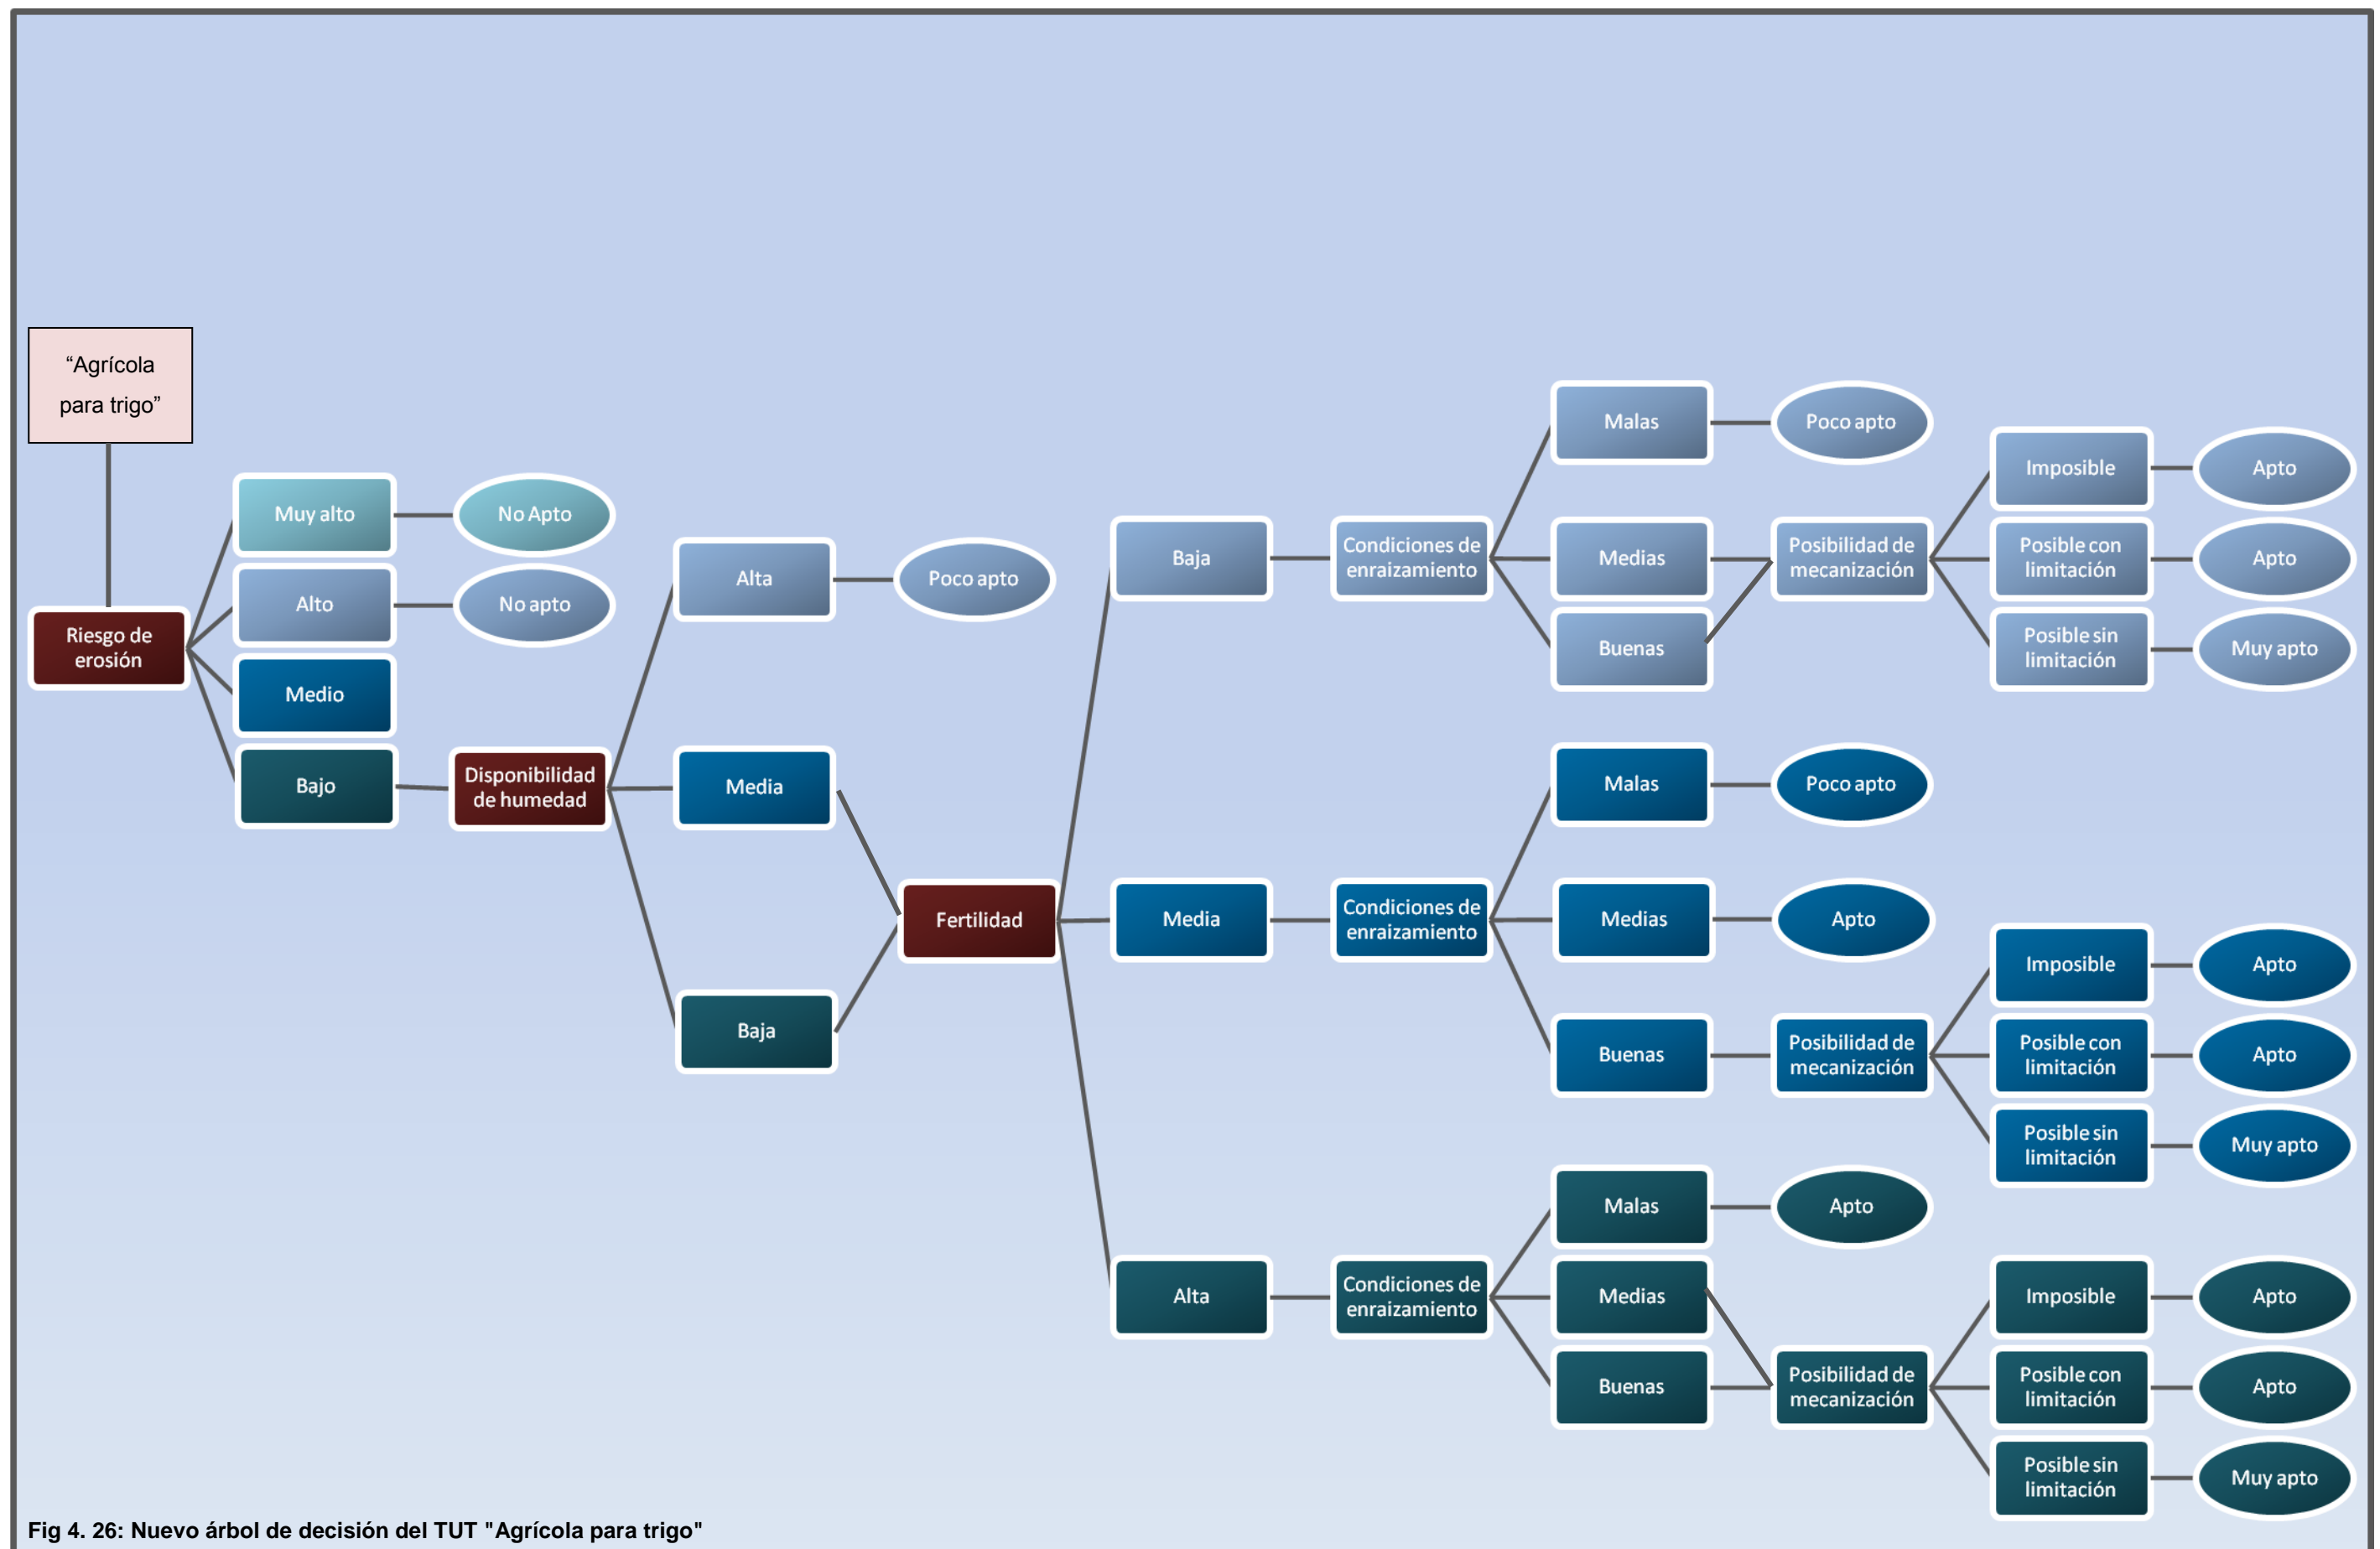 “Agrícola
para trigo”
Riesgo de
erosión
Muy alto
No Apto
Alto
No apto
Medio
Bajo
Disponibilidad
de humedad
Alta
Poco apto
Media
Baja
Fertilidad
Baja
Condiciones de
enraizamiento
Malas
Poco apto
Medias
Buenas
Posibilidad de
mecanización
Imposible
Apto
Posible con
limitación
Apto
Posible sin
limitación
Muy apto
Media
Condiciones de
enraizamiento
Malas
Poco apto
Medias
Apto
Buenas
Posibilidad de
mecanización
Imposible
Apto
Posible con
limitación
Apto
Posible sin
limitación
Muy apto
Alta
Condiciones de
enraizamiento
Malas
Apto
Medias
Buenas
Posibilidad de
mecanización
Imposible
Apto
Posible con
limitación
Apto
Posible sin
limitación
Muy apto
Fig 4. 26: Nuevo árbol de decisión del TUT "Agrícola para trigo"